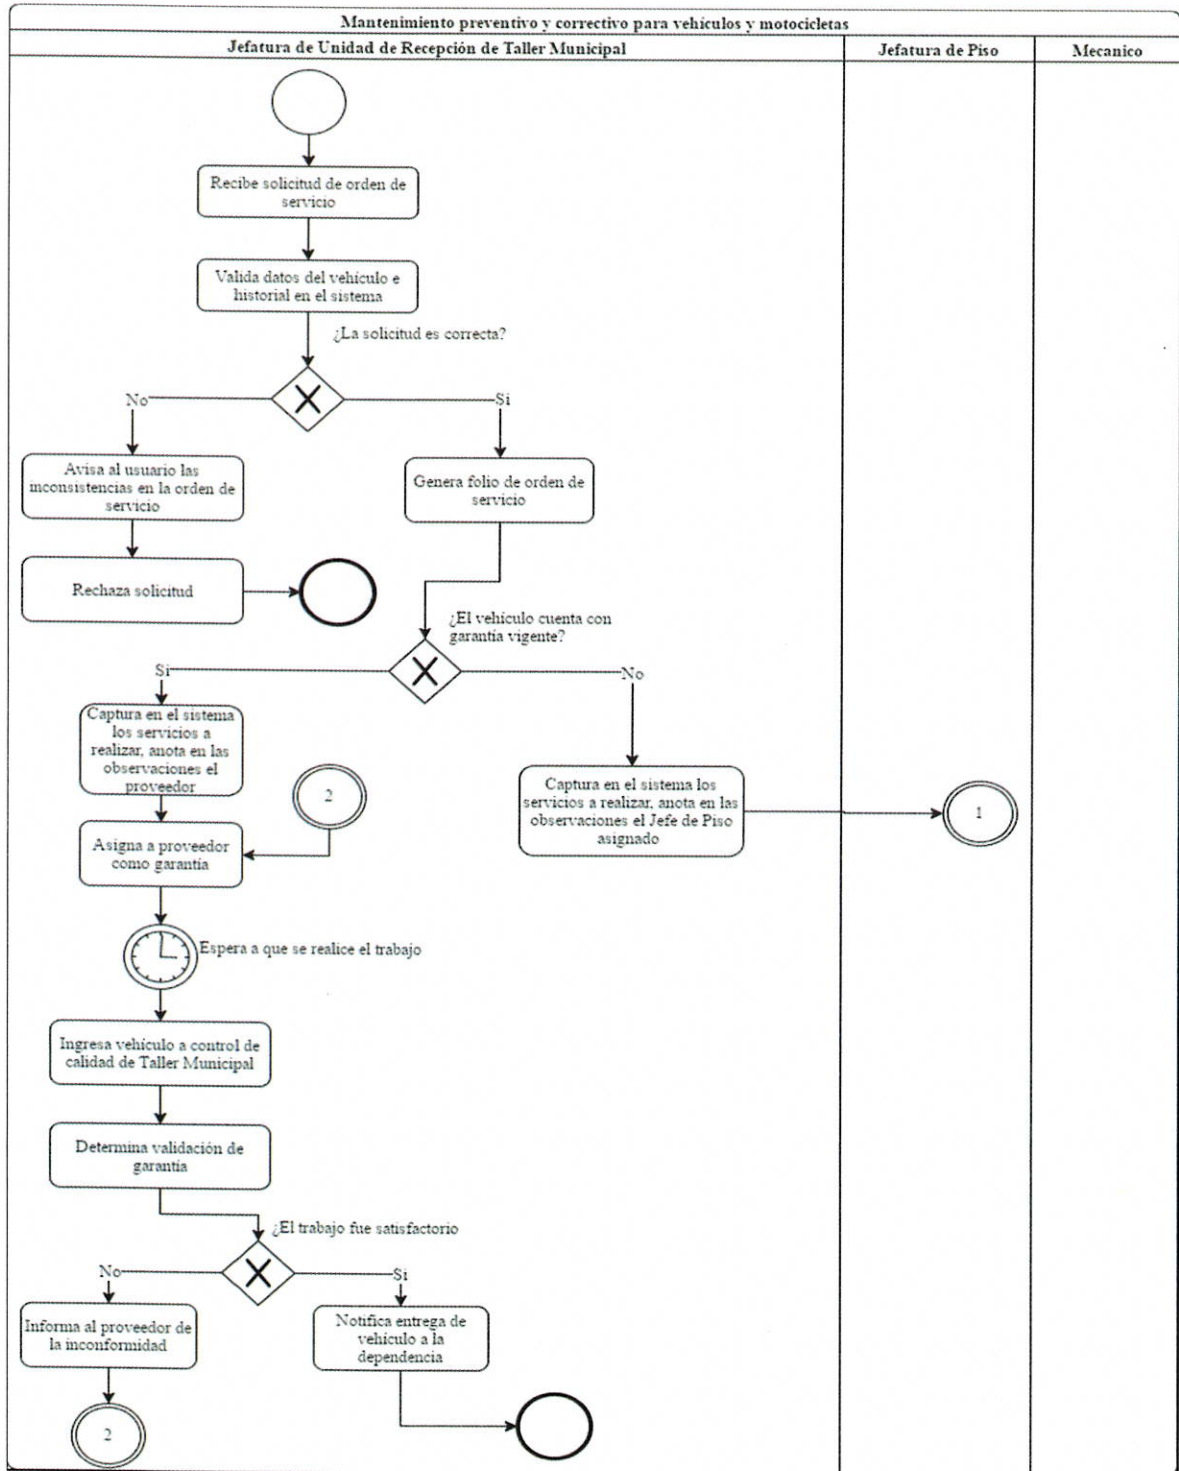 Mantenimiento preventivo y correctivo para vehículos y motocicletas
Jefatura de Unidad de Recepción de Taller Municipal
Jefatura de Piso
Mecanico
Recibe solicitud de orden de
servicio
Valida datos del vehículo e
historial en el sistema
¿La solicitud es correcta?
No
Si
Avisa al usuario las
inconsistencias en la orden de
servicio
Genera folio de orden de
servicio
Rechaza solicitud
¿El vehículo cuenta con
garantía vigente?
Si
No
Captura en el sistema
los servicios a
realizar, anota en las
observaciones el
proveedor
2
Captura en el sistema los
servicios a realizar, anota en las
observaciones el Jefe de Piso
asignado
1
Asigna a proveedor
como garantía
Espera a que se realice el trabajo
Ingresa vehículo a control de
calidad de Taller Municipal
Determina validación de
garantía
¿El trabajo fue satisfactorio
No
Si
Informa al proveedor de
la inconformidad
Notifica entrega de
vehículo a la
dependencia
2